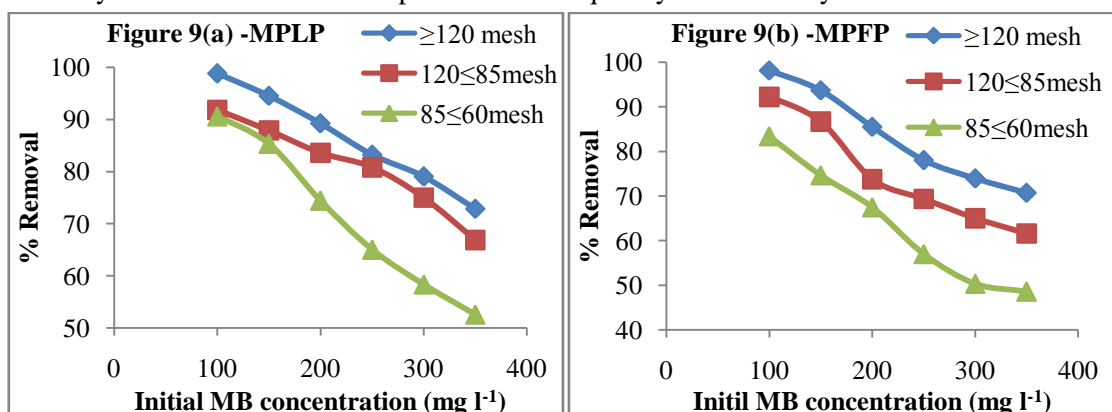 Figure 9(a) -MPLP
≥120 mesh
120≤85mesh
85≤60mesh
% Removal
100
90
80
70
60
50
0
100
200
300
400
Initial MB concentration (mg l-1)
Figure 9(b) -MPFP
≥120 mesh
120≤85mesh
85≤60mesh
% Removal
100
90
80
70
60
50
40
0
100
200
300
400
Initil MB concentration (mg l-1)